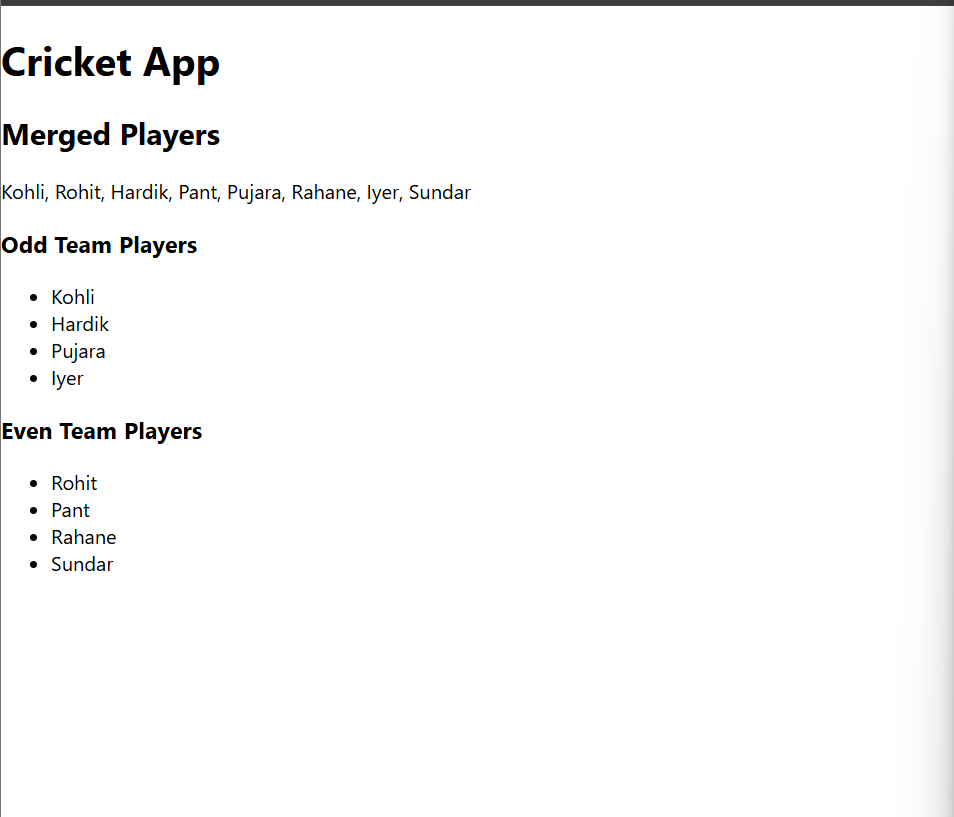 Cricket App
Merged Players
Kohli, Rohit, Hardik, Pant, Pujara, Rahane, Iyer, Sundar
Odd Team Players
Kohli
Hardik
Pujara
Iyer
Even Team Players
Rohit
Pant
Rahane
Sundar